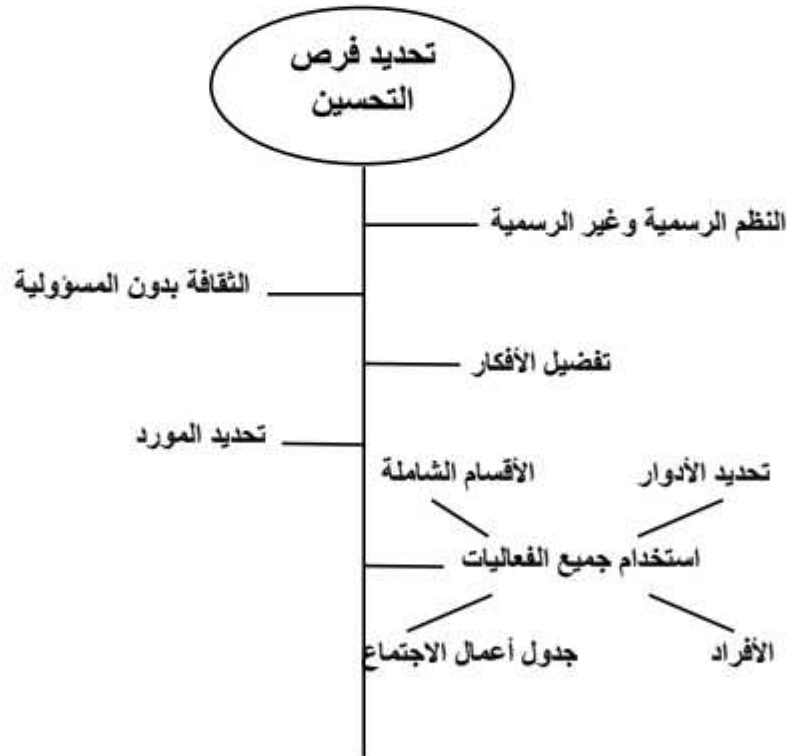 تحديد فرص
التحسين
النظم الرسمية وغير الرسمية
الثقافة بدون المسؤولية
تفضيل الأفكار
تحديد المورد
تحديد الأدوار
الأقسام الشاملة
استخدام جميع الفعاليات
الأفراد
جدول أعمال الاجتماع